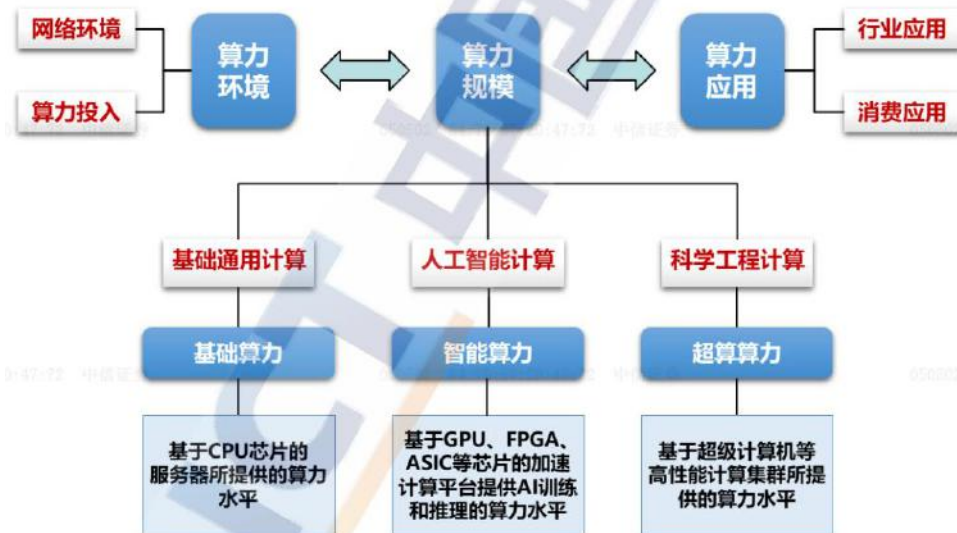 网络环境
算力投入
算力
环境
算力
规模
算力
应用
行业应用
消费应用
基础通用计算
人工智能计算
科学工程计算
基础算力
智能算力
超算算力
基于CPU芯片的
服务器所提供的算力
水平
基于GPU、FPGA、
ASIC等芯片的加速
计算平台提供AI训练
和推理的算力水平
基于超级计算机等
高性能计算集群所提
供的算力水平